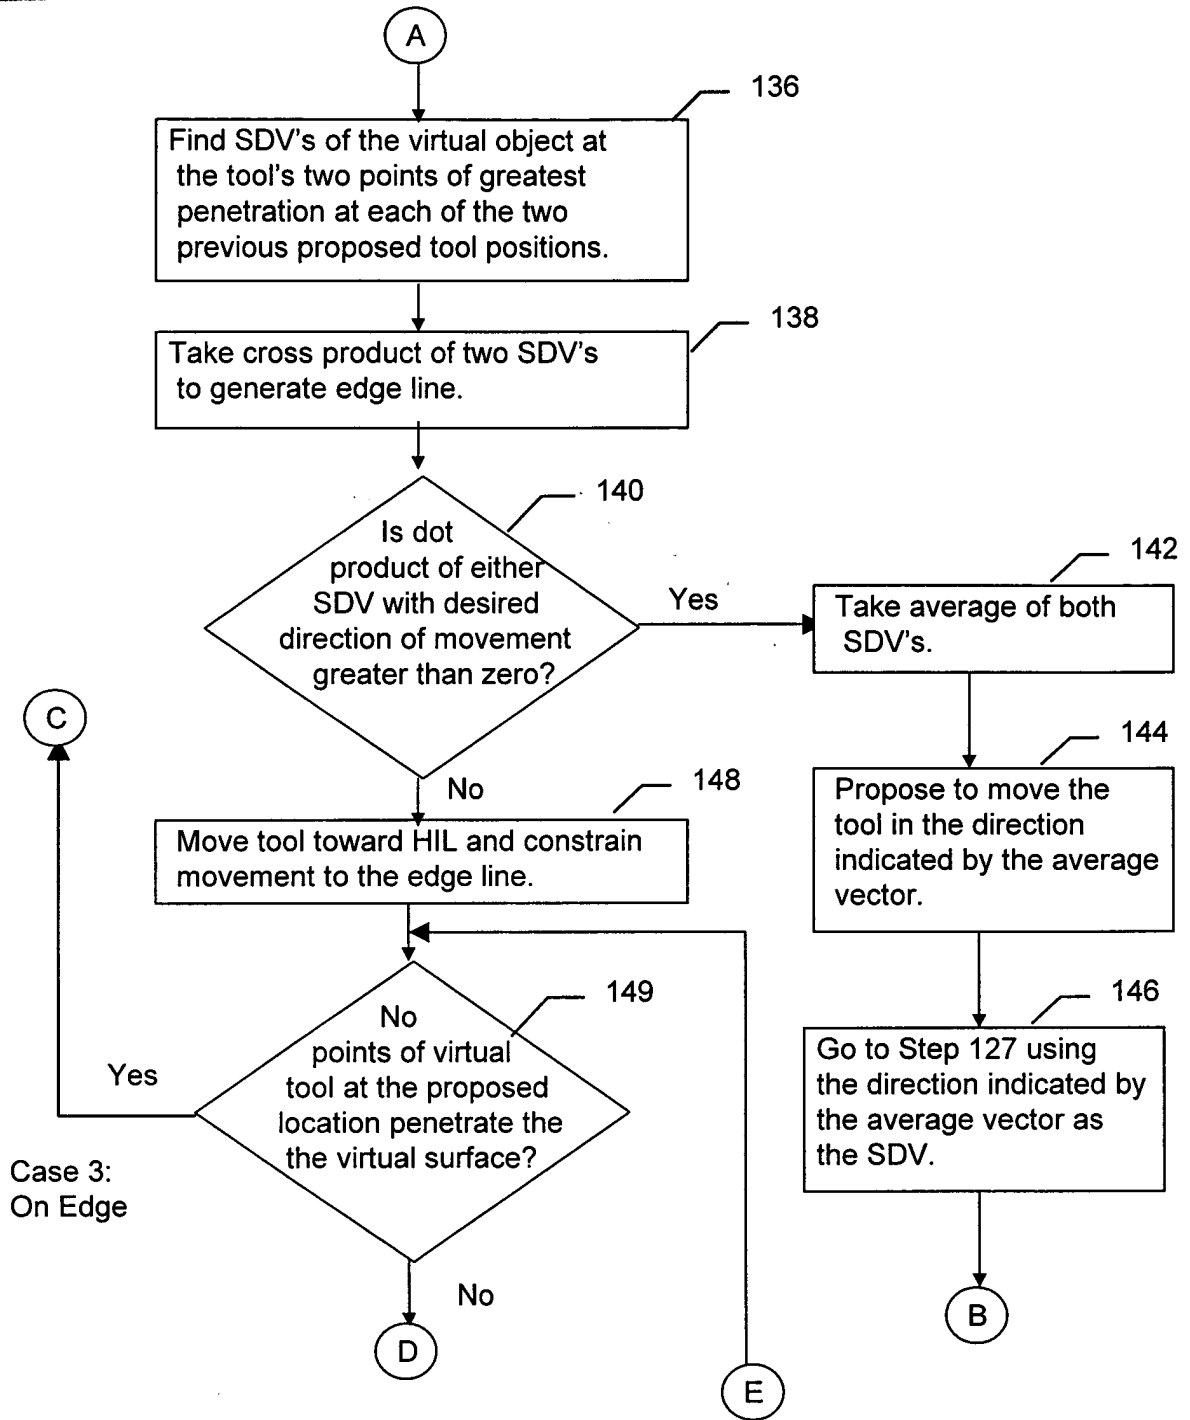 A
136
Find SDV's of the virtual object at
the tool's two points of greatest
penetration at each of the two
previous proposed tool positions.
138
Take cross product of two SDV's
to generate edge line.
140
Is dot
product of either
SDV with desired
direction of movement
greater than zero?
Yes
142
Take average of both
SDV's.
C
No
144
Propose to move the
tool in the direction
indicated by the average
vector.
148
Move tool toward HIL and constrain
movement to the edge line.
149
No
points of virtual
tool at the proposed
location penetrate the
the virtual surface?
Yes
Case 3:
On Edge
146
Go to Step 127 using
the direction indicated by
the average vector as
the SDV.
No
D
B
E